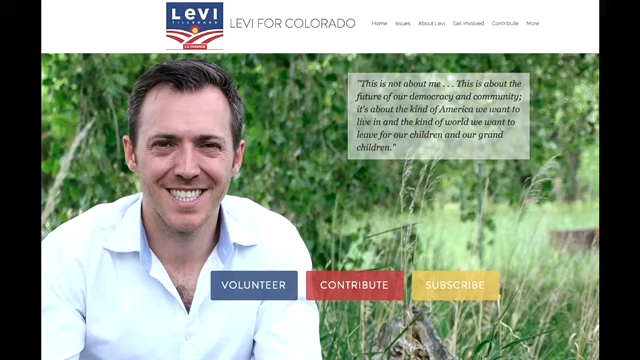 LeVI
TILLEMANN
U.S. CONGRESS
LEVI FOR COLORADO
Home Issues About Levi Get Involved Contribute More
"This is not about me . . . This is about the
future of our democracy and community;
it's about the kind of America we want to
live in and the kind of world we want to
leave for our children and our grand
children."
VOLUNTEER CONTRIBUTE SUBSCRIBE